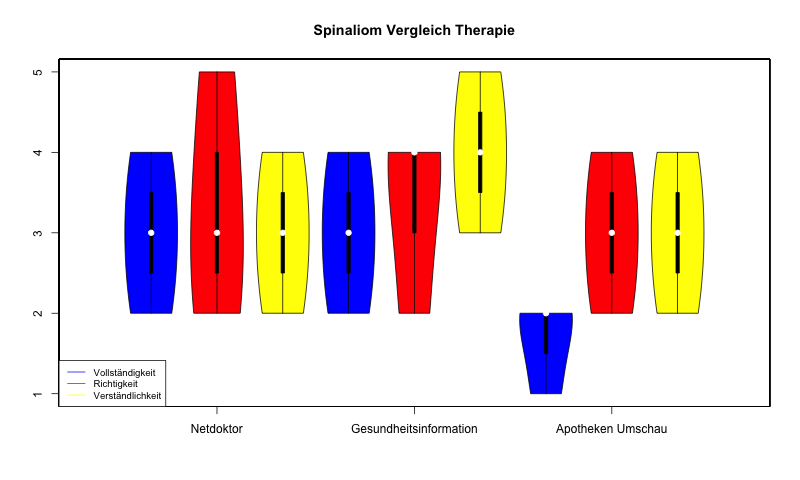 Spinaliom Vergleich Therapie
5
4
3
2
1
Vollständigkeit
Richtigkeit
Verständlichkeit
Netdoktor
Gesundheitsinformation
Apotheken Umschau